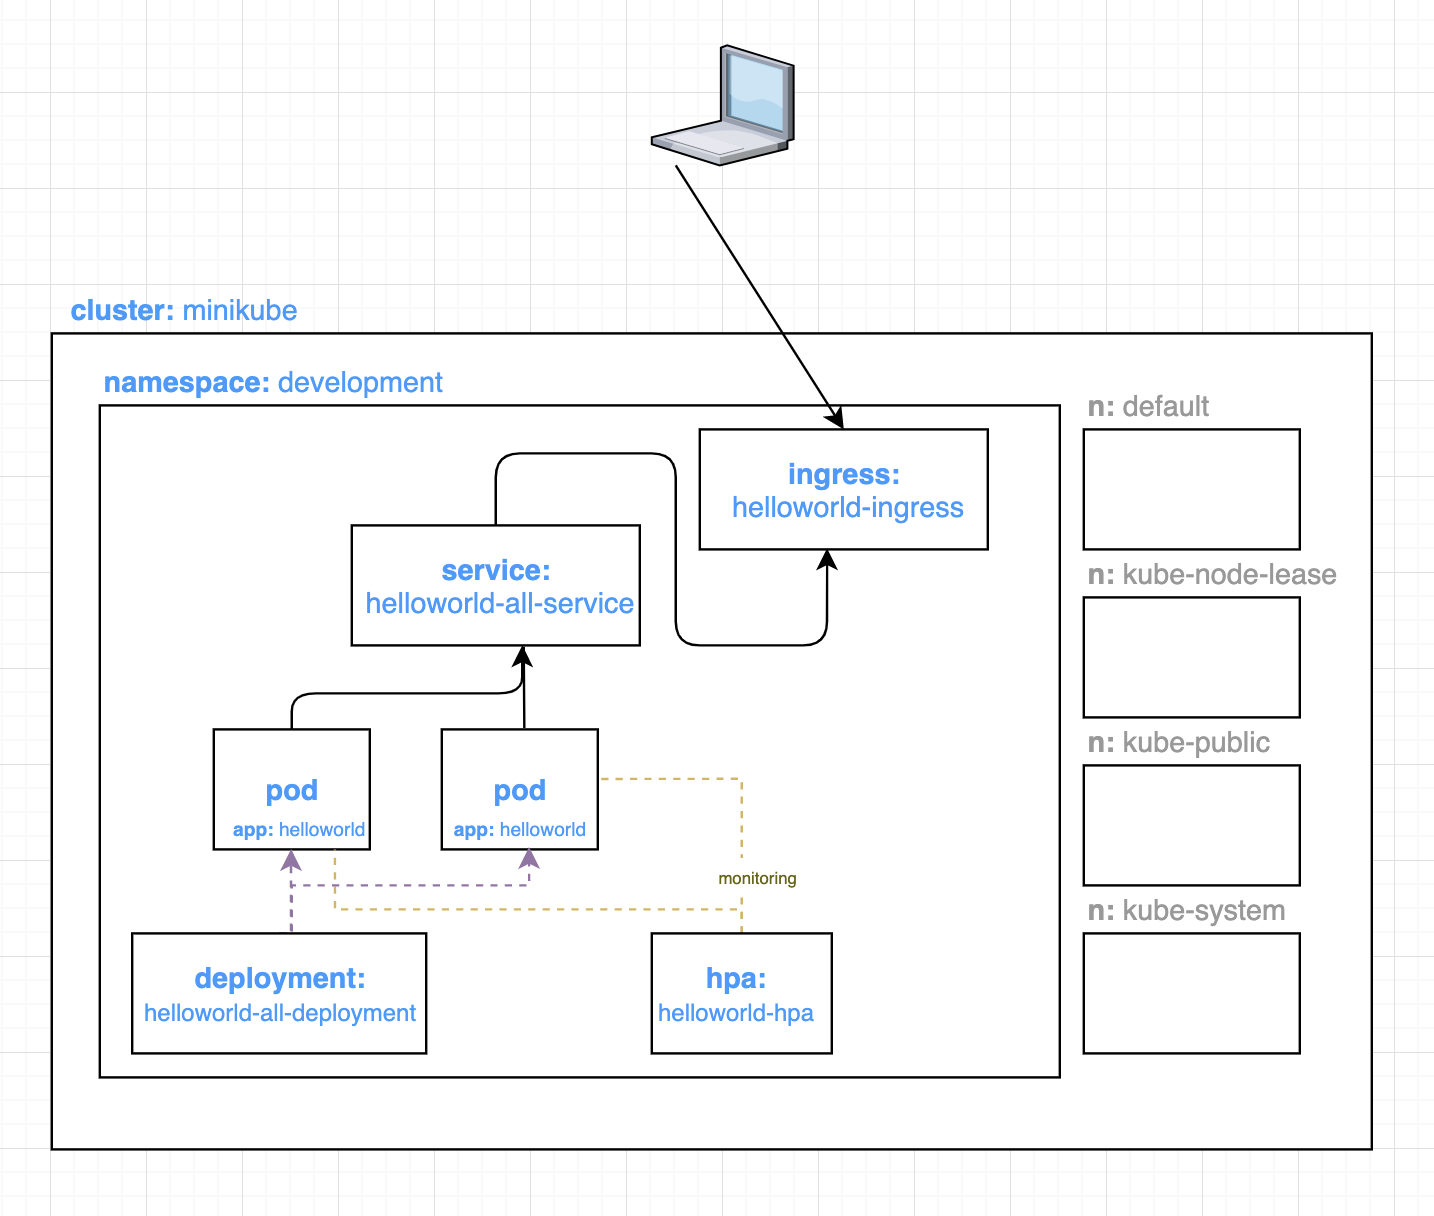 cluster: minikube
namespace: development
n: default
ingress:
helloworld-ingress
service:
helloworld-all-service
n: kube-node-lease
n: kube-public
pod
app: helloworld
pod
app: helloworld
monitoring
n: kube-system
deployment:
helloworld-all-deployment
hpa:
helloworld-hpa